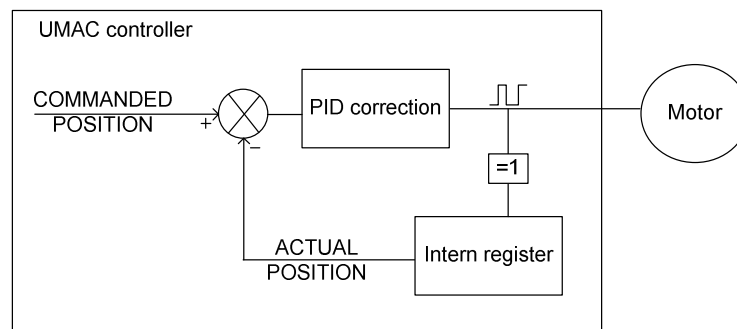 UMAC controller
COMMANDED
POSITION
+
−
PID correction
Motor
=1
ACTUAL
POSITION
Intern register